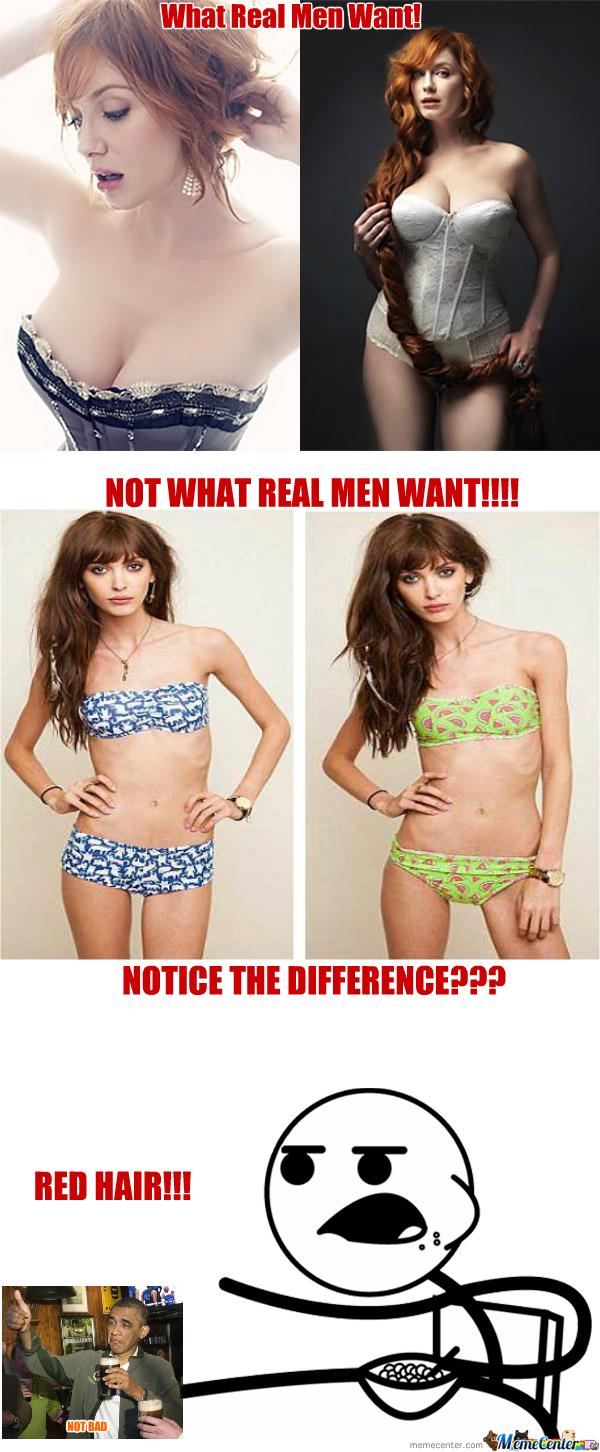 What Real Men Want!
NOT WHAT REAL MEN WANT!!!!
NOTICE THE DIFFERENCE???
RED HAIR!!!
NOT BAD
memecenter.com MemeCenter